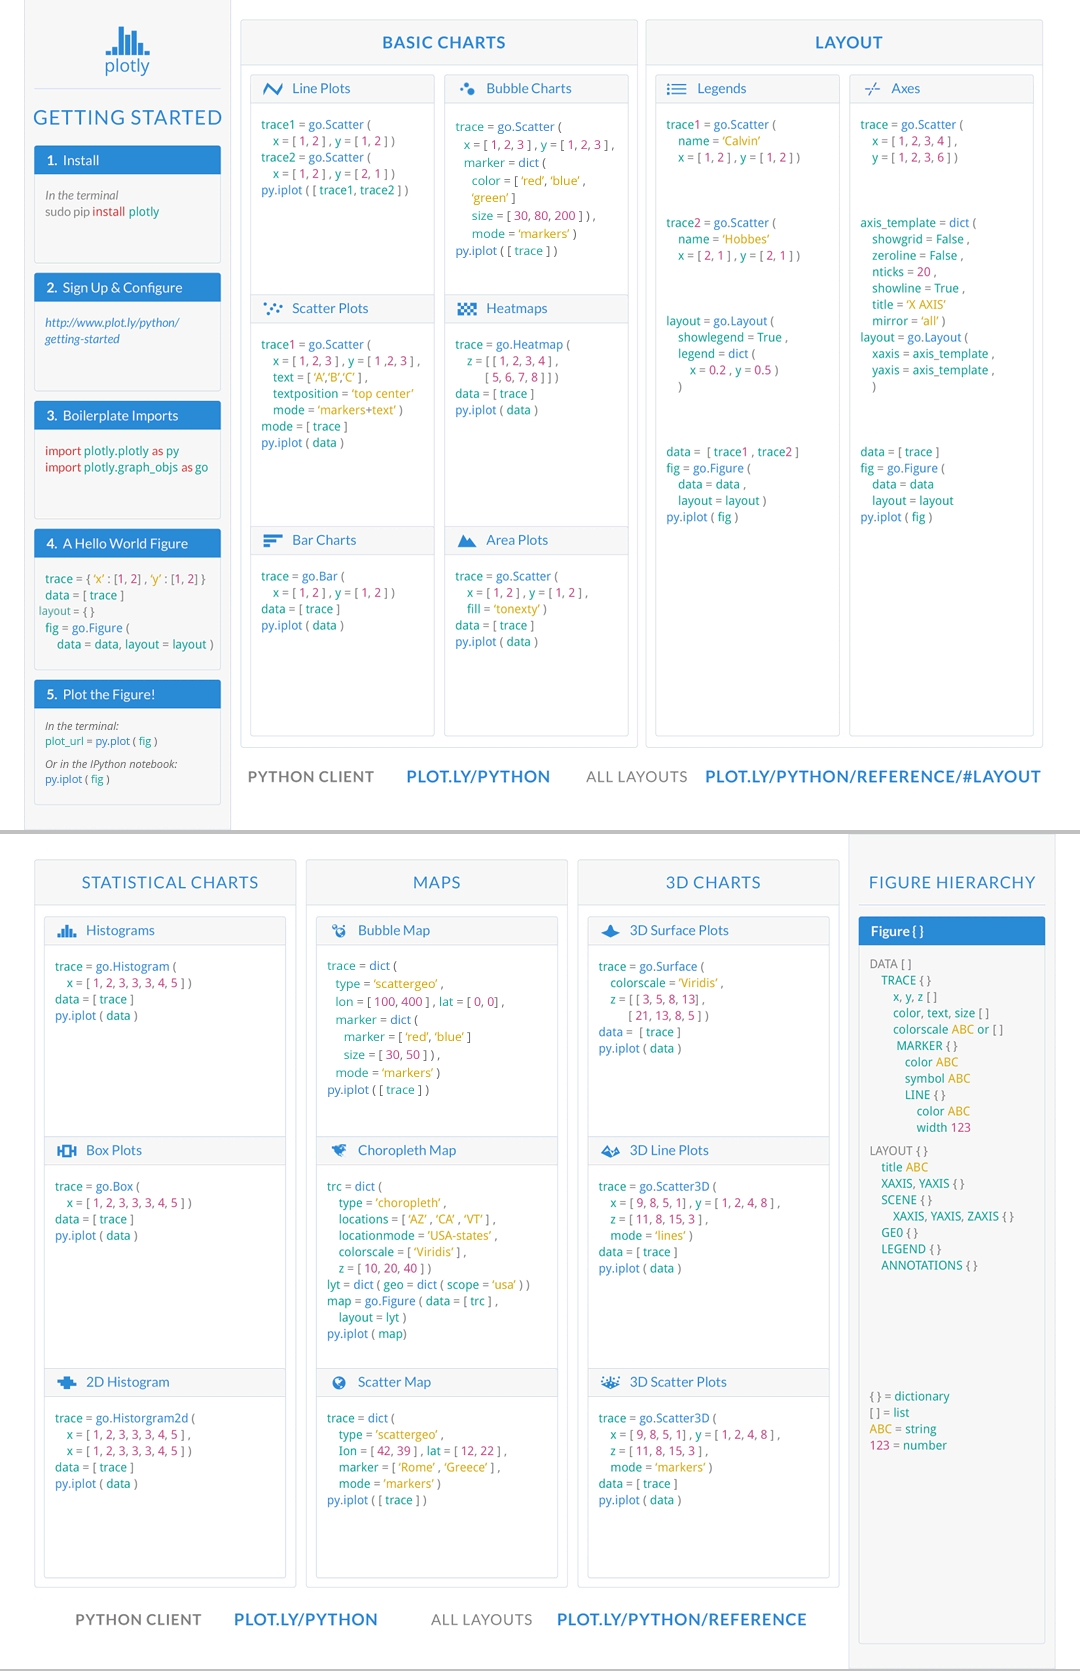 plotly
GETTING STARTED
1. Install
In the terminal
sudo pip install plotly
2. Sign Up & Configure
http://www.plot.ly/python/
getting-started
3. Boilerplate Imports
import plotly.plotly as py
import plotly.graph_objs as go
4. A Hello World Figure
trace = { ‘x’ : [1, 2] , ‘y’ : [1, 2] }
data = [ trace ]
layout = { }
fig = go.Figure (
data = data, layout = layout )
5. Plot the Figure!
In the terminal:
plot_url = py.plot ( fig )
Or in the IPython notebook:
py.iplot ( fig )
BASIC CHARTS
Line Plots
trace1 = go.Scatter (
x = [ 1, 2 ] , y = [ 1, 2 ] )
trace2 = go.Scatter (
x = [ 1, 2 ] , y = [ 2, 1 ] )
py.iplot ( [ trace1, trace2 ] )
Bubble Charts
trace = go.Scatter (
x = [ 1, 2, 3 ] , y = [ 1, 2, 3 ] ,
marker = dict (
color = [ ‘red’, ‘blue’ ,
‘green’ ]
size = [ 30, 80, 200 ] ) ,
mode = ‘markers’ )
py.iplot ( [ trace ] )
Scatter Plots
trace1 = go.Scatter (
x = [ 1, 2, 3 ] , y = [ 1 ,2, 3 ] ,
text = [ ‘A’,‘B’,‘C’ ] ,
textposition = ‘top center’
mode = ‘markers+text’ )
mode = [ trace ]
py.iplot ( data )
Heatmaps
trace = go.Heatmap (
z = [ [ 1, 2, 3, 4 ] ,
[ 5, 6, 7, 8 ] ] )
data = [ trace ]
py.iplot ( data )
Bar Charts
trace = go.Bar (
x = [ 1, 2 ] , y = [ 1, 2 ] )
data = [ trace ]
py.iplot ( data )
Area Plots
trace = go.Scatter (
x = [ 1, 2 ] , y = [ 1, 2 ] ,
fill = ‘tonexty’ )
data = [ trace ]
py.iplot ( data )
LAYOUT
Legends
trace1 = go.Scatter (
name = ‘Calvin’
x = [ 1, 2 ] , y = [ 1, 2 ] )
trace2 = go.Scatter (
name = ‘Hobbes’
x = [ 2, 1 ] , y = [ 2, 1 ] )
layout = go.Layout (
showlegend = True ,
legend = dict (
x = 0.2 , y = 0.5 )
)
data = [ trace1 , trace2 ]
fig = go.Figure (
data = data ,
layout = layout )
py.iplot ( fig )
Axes
trace = go.Scatter (
x = [ 1, 2, 3, 4 ] ,
y = [ 1, 2, 3, 6 ] )
axis_template = dict (
showgrid = False ,
zeroline = False ,
nticks = 20 ,
showline = True ,
title = ‘X AXIS’
mirror = ‘all’ )
layout = go.Layout (
xaxis = axis_template ,
yaxis = axis_template ,
)
data = [ trace ]
fig = go.Figure (
data = data
layout = layout
py.iplot ( fig )
PYTHON CLIENT PLOT.LY/PYTHON ALL LAYOUTS PLOT.LY/PYTHON/REFERENCE/#LAYOUT
STATISTICAL CHARTS
Histograms
trace = go.Histogram (
x = [ 1, 2, 3, 3, 3, 4, 5 ] )
data = [ trace ]
py.iplot ( data )
Box Plots
trace = go.Box (
x = [ 1, 2, 3, 3, 3, 4, 5 ] )
data = [ trace ]
py.iplot ( data )
2D Histogram
trace = go.Historgram2d (
x = [ 1, 2, 3, 3, 3, 4, 5 ] ,
x = [ 1, 2, 3, 3, 3, 4, 5 ] )
data = [ trace ]
py.iplot ( data )
MAPS
Bubble Map
trace = dict (
type = ‘scattergeo’ ,
lon = [ 100, 400 ] , lat = [ 0, 0] ,
marker = dict (
marker = [ ‘red’, ‘blue’ ]
size = [ 30, 50 ] ) ,
mode = ‘markers’ )
py.iplot ( [ trace ] )
Choropleth Map
trc = dict (
type = ‘choropleth’ ,
locations = [ ‘AZ’ , ‘CA’ , ‘VT’ ] ,
locationmode = ‘USA-states’ ,
colorscale = [ ‘Viridis’ ] ,
z = [ 10, 20, 40 ] )
lyt = dict ( geo = dict ( scope = ‘usa’ ) )
map = go.Figure ( data = [ trc ] ,
layout = lyt )
py.iplot ( map)
Scatter Map
trace = dict (
type = ‘scattergeo’ ,
lon = [ 42, 39 ] , lat = [ 12, 22 ] ,
marker = [ ‘Rome’ , ‘Greece’ ] ,
mode = ‘markers’ )
py.iplot ( [ trace ] )
3D CHARTS
3D Surface Plots
trace = go.Surface (
colorscale = ‘Viridis’ ,
z = [ [ 3, 5, 8, 13] ,
[ 21, 13, 8, 5 ] ] )
data = [ trace ]
py.iplot ( data )
3D Line Plots
trace = go.Scatter3D (
x = [ 9, 8, 5, 1] , y = [ 1, 2, 4, 8 ] ,
z = [ 11, 8, 15, 3 ] ,
mode = ‘lines’ )
data = [ trace ]
py.iplot ( data )
3D Scatter Plots
trace = go.Scatter3D (
x = [ 9, 8, 5, 1] , y = [ 1, 2, 4, 8 ] ,
z = [ 11, 8, 15, 3 ] ,
mode = ‘markers’ )
data = [ trace ]
py.iplot ( data )
FIGURE HIERARCHY
Figure { }
DATA [ ]
TRACE { }
x, y, z [ ]
color, text, size [ ]
colorscale ABC or [ ]
MARKER { }
color ABC
symbol ABC
LINE { }
color ABC
width 123
LAYOUT { }
title ABC
XAXIS, YAXIS { }
SCENE { }
XAXIS, YAXIS, ZAXIS { }
GE0 { }
LEGEND { }
ANNOTATIONS { }
{ } = dictionary
[ ] = list
ABC = string
123 = number
PYTHON CLIENT PLOT.LY/PYTHON ALL LAYOUTS PLOT.LY/PYTHON/REFERENCE